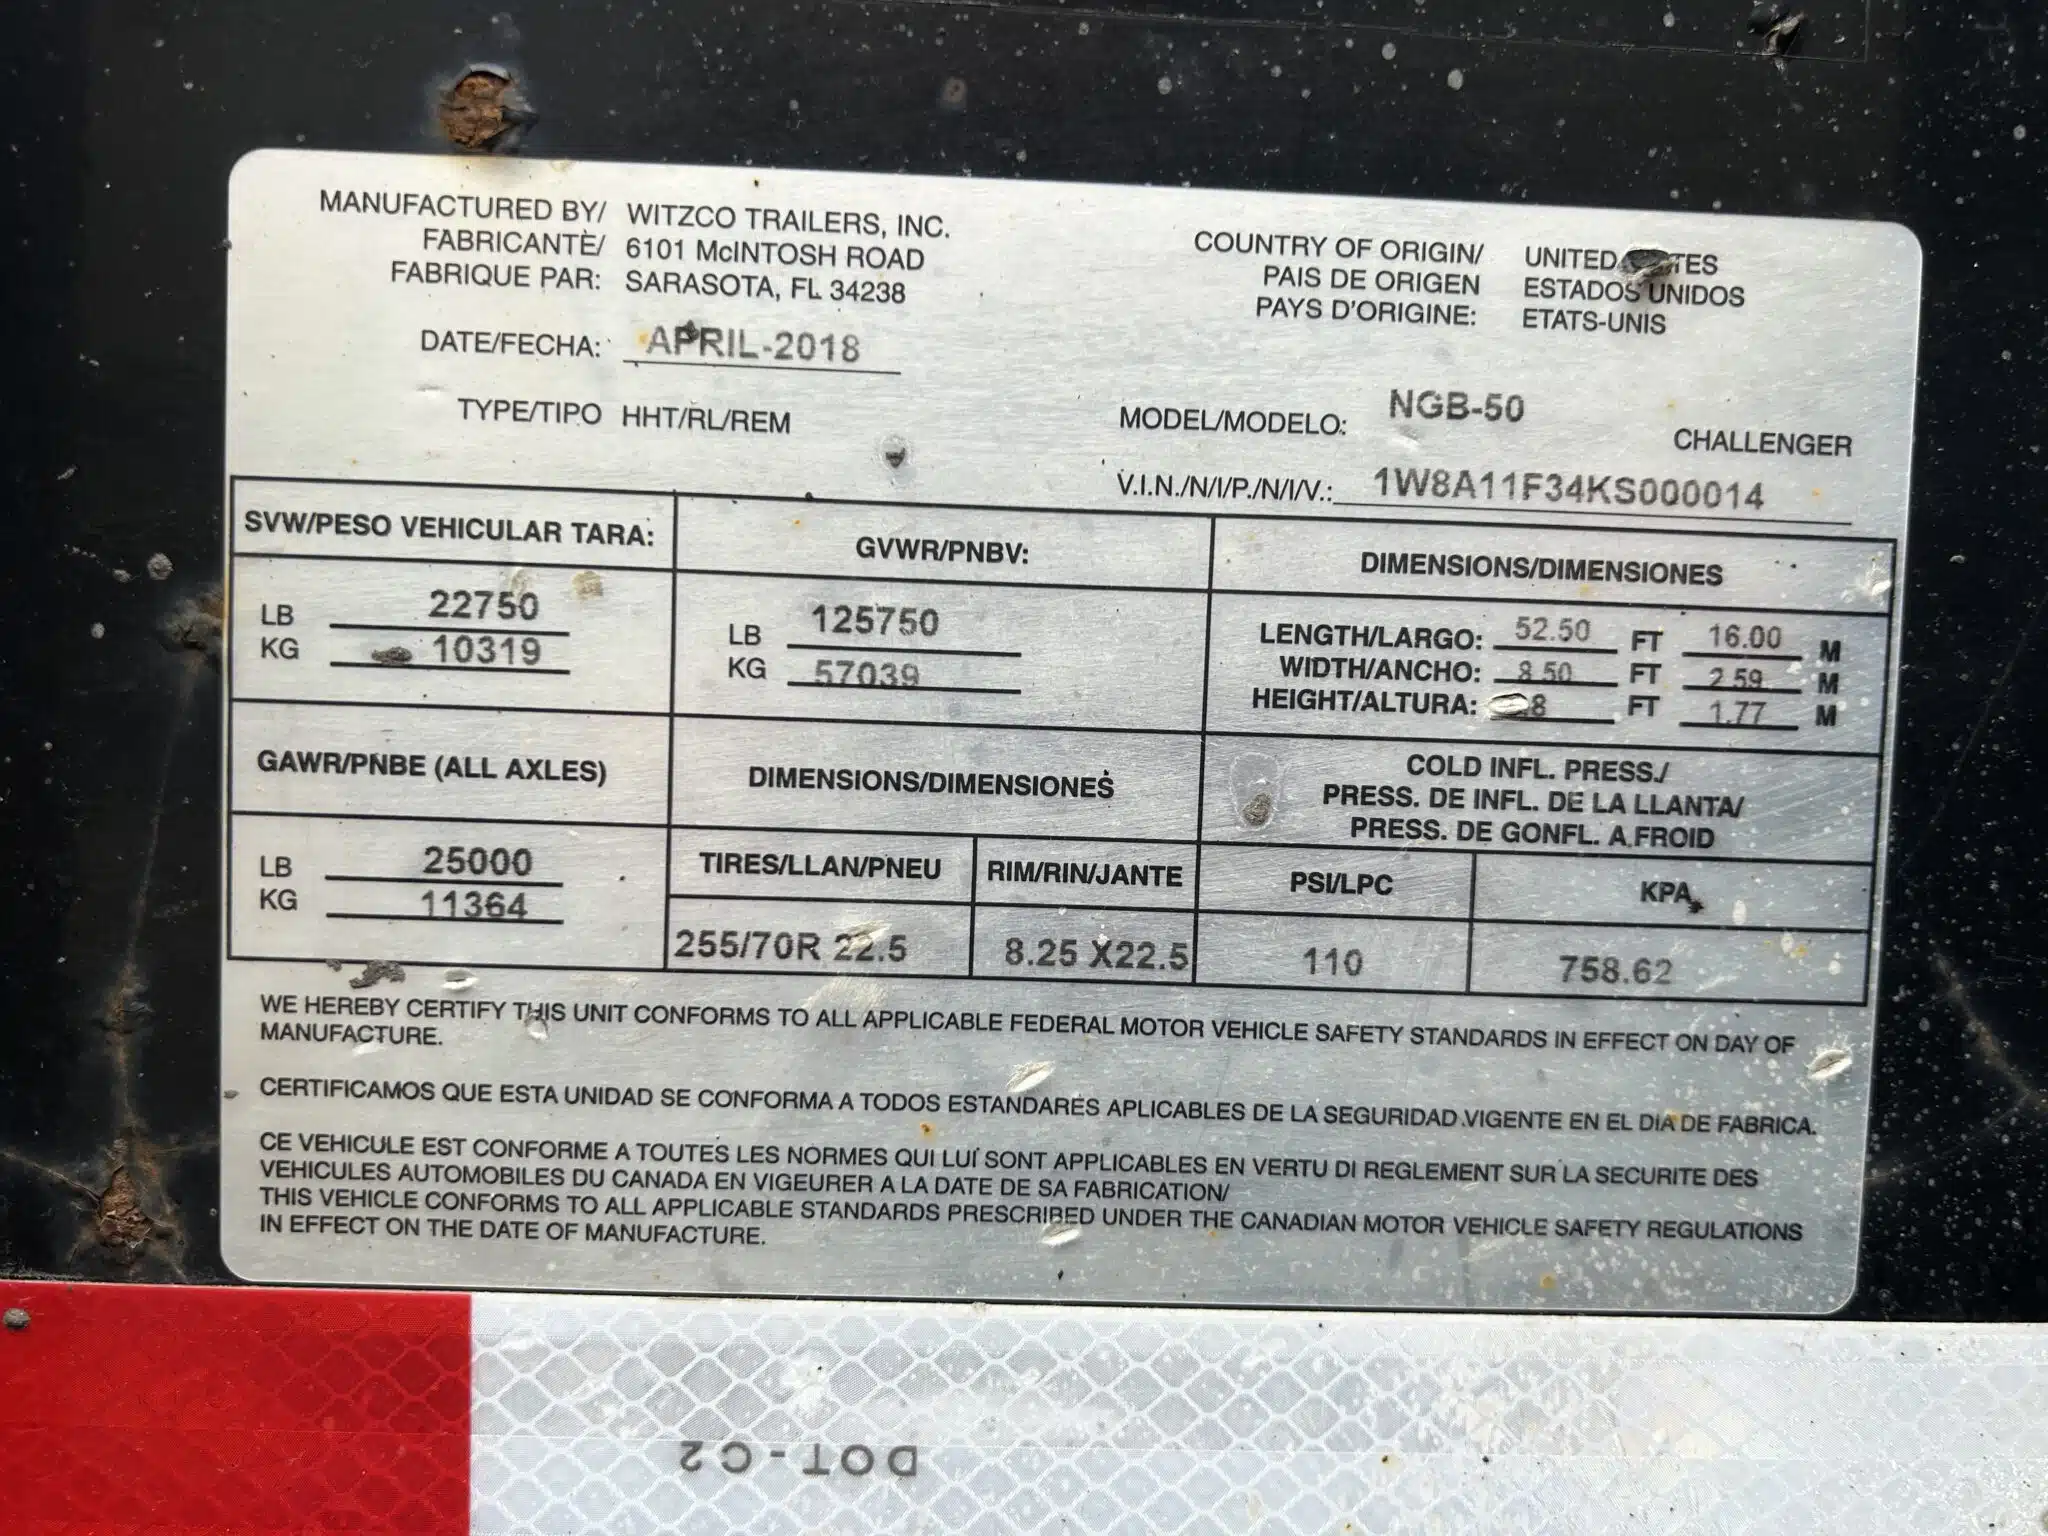 MANUFACTURED BY/ WITZCO TRAILERS, INC.
FABRICANTE/ 6101 McINTOSH ROAD
FABRIQUE PAR: SARASOTA, FL 34238
COUNTRY OF ORIGIN/ UNITED
PAIS DE ORIGEN ESTADOS UNIDOS
PAYS D'ORIGINE: ETATS-UNIS
DATE/FECHA: APRIL-2018
TYPE/TIPO HHT/RL/REM
MODEL/MODELO: NGB-50
CHALLENGER
V.I.N./N/I/P./N/I/V.: 1W8A11F34KS000014
SVW/PESO VEHICULAR TARA:
LB 22750
KG 10319
GVWR/PNBV:
LB 125750
KG 57039
DIMENSIONS/DIMENSIONES
LENGTH/LARGO: 52.50 FT 16.00 M
WIDTH/ANCHO: 8.50 FT 2.59 M
HEIGHT/ALTURA: FT 1.77 M
GAWR/PNBE (ALL AXLES)
LB 25000
KG 11364
DIMENSIONS/DIMENSIONES
TIRES/LLAN/PNEU RIM/RIN/JANTE
255/70R 22.5 8.25 X22.5
COLD INFL. PRESS./
PRESS. DE INFL. DE LA LLANTA/
PRESS. DE GONFL. A FROID
PSI/LPC KPA
110 758.62
WE HEREBY CERTIFY THIS UNIT CONFORMS TO ALL APPLICABLE FEDERAL MOTOR VEHICLE SAFETY STANDARDS IN EFFECT ON DAY OF
MANUFACTURE.
CERTIFICAMOS QUE ESTA UNIDAD SE CONFORMA A TODOS ESTANDARES APLICABLES DE LA SEGURIDAD VIGENTE EN EL DIA DE FABRICA.
CE VEHICULE EST CONFORME A TOUTES LES NORMES QUI LUI SONT APPLICABLES EN VERTU DI REGLEMENT SUR LA SECURITE DES
VEHICULES AUTOMOBILES DU CANADA EN VIGEURER A LA DATE DE SA FABRICATION/
THIS VEHICLE CONFORMS TO ALL APPLICABLE STANDARDS PRESCRIBED UNDER THE CANADIAN MOTOR VEHICLE SAFETY REGULATIONS
IN EFFECT ON THE DATE OF MANUFACTURE.
DOT-C2